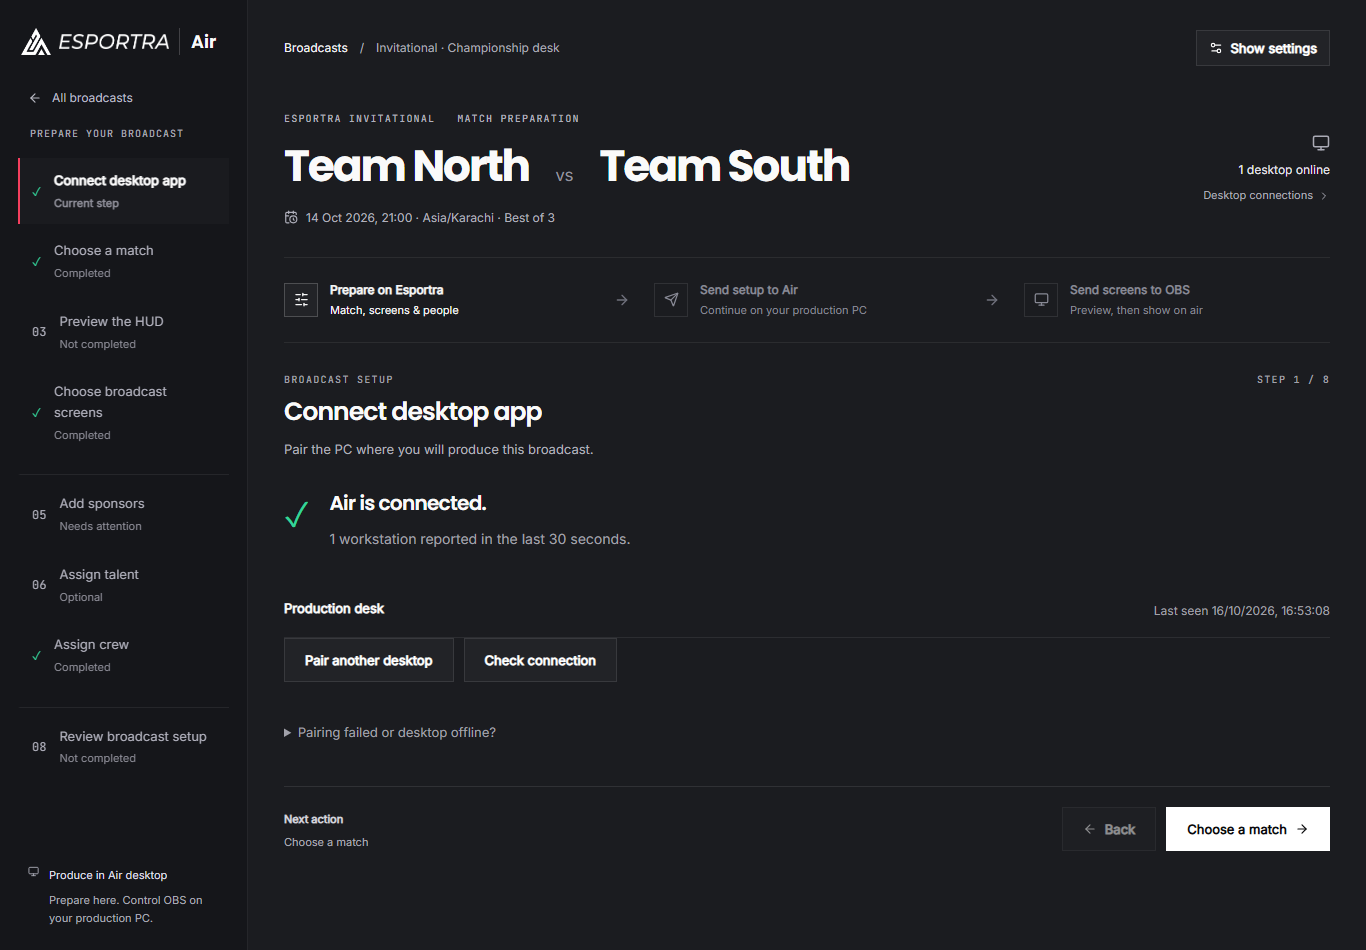 ESPORTRA Air
All broadcasts
PREPARE YOUR BROADCAST
Connect desktop app
Current step
Choose a match
Completed
03
Preview the HUD
Not completed
Choose broadcast
screens
Completed
05
Add sponsors
Needs attention
06
Assign talent
Optional
Assign crew
Completed
08
Review broadcast setup
Not completed
Produce in Air desktop
Prepare here. Control OBS on
your production PC.
Broadcasts / Invitational · Championship desk
Show settings
ESPORTRA INVITATIONAL MATCH PREPARATION
Team North vs Team South
14 Oct 2026, 21:00 · Asia/Karachi · Best of 3
1 desktop online
Desktop connections
Prepare on Esportra
Match, screens & people
Send setup to Air
Continue on your production PC
Send screens to OBS
Preview, then show on air
BROADCAST SETUP
STEP 1 / 8
Connect desktop app
Pair the PC where you will produce this broadcast.
Air is connected.
1 workstation reported in the last 30 seconds.
Production desk
Last seen 16/10/2026, 16:53:08
Pair another desktop
Check connection
Pairing failed or desktop offline?
Next action
Choose a match
Back
Choose a match